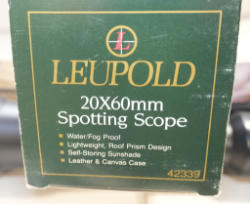 L
LEUPOLD
20X60mm
Spotting Scope
• Water/Fog Proof
• Lightweight, Roof Prism Design
• Self-Storing Sunshade
• Leather & Canvas Case
42339